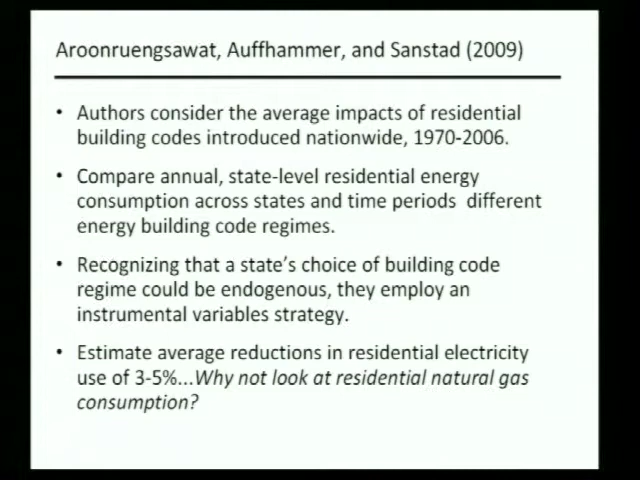 Aroonruengsawat, Auffhammer, and Sanstad (2009)
• Authors consider the average impacts of residential
building codes introduced nationwide, 1970-2006.
• Compare annual, state-level residential energy
consumption across states and time periods different
energy building code regimes.
• Recognizing that a state's choice of building code
regime could be endogenous, they employ an
instrumental variables strategy.
• Estimate average reductions in residential electricity
use of 3-5%...Why not look at residential natural gas
consumption?